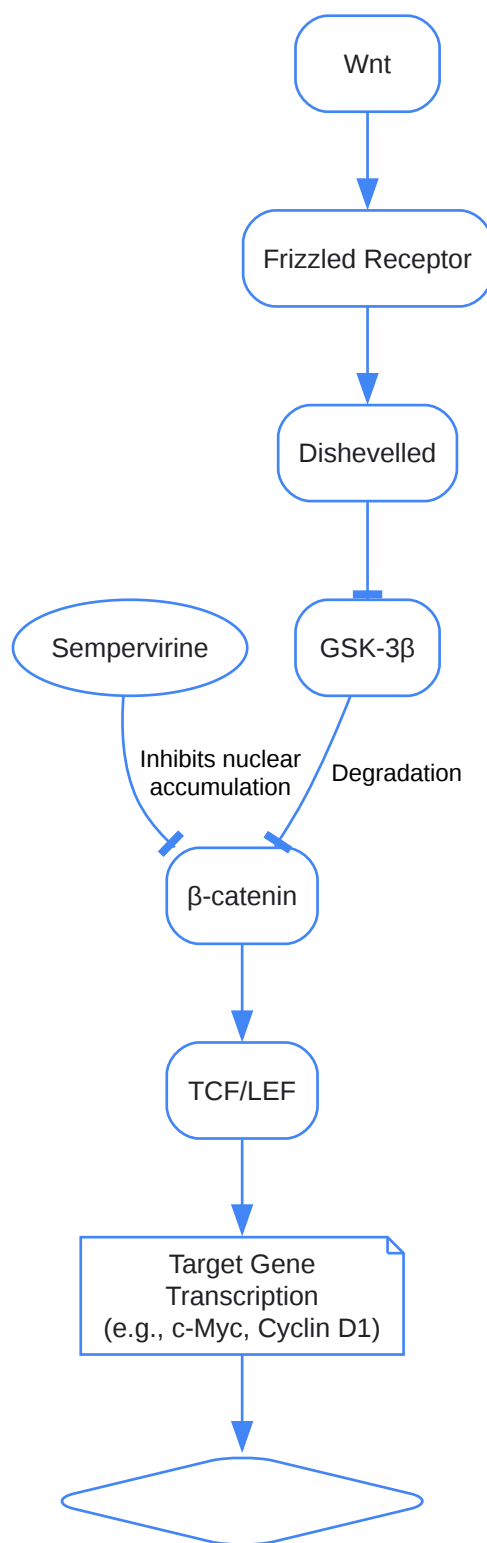 Wnt
Frizzled Receptor
Dishevelled
Sempervirine
GSK-3β
Inhibits nuclear
accumulation
Degradation
β-catenin
TCF/LEF
Target Gene
Transcription
(e.g., c-Myc, Cyclin D1)